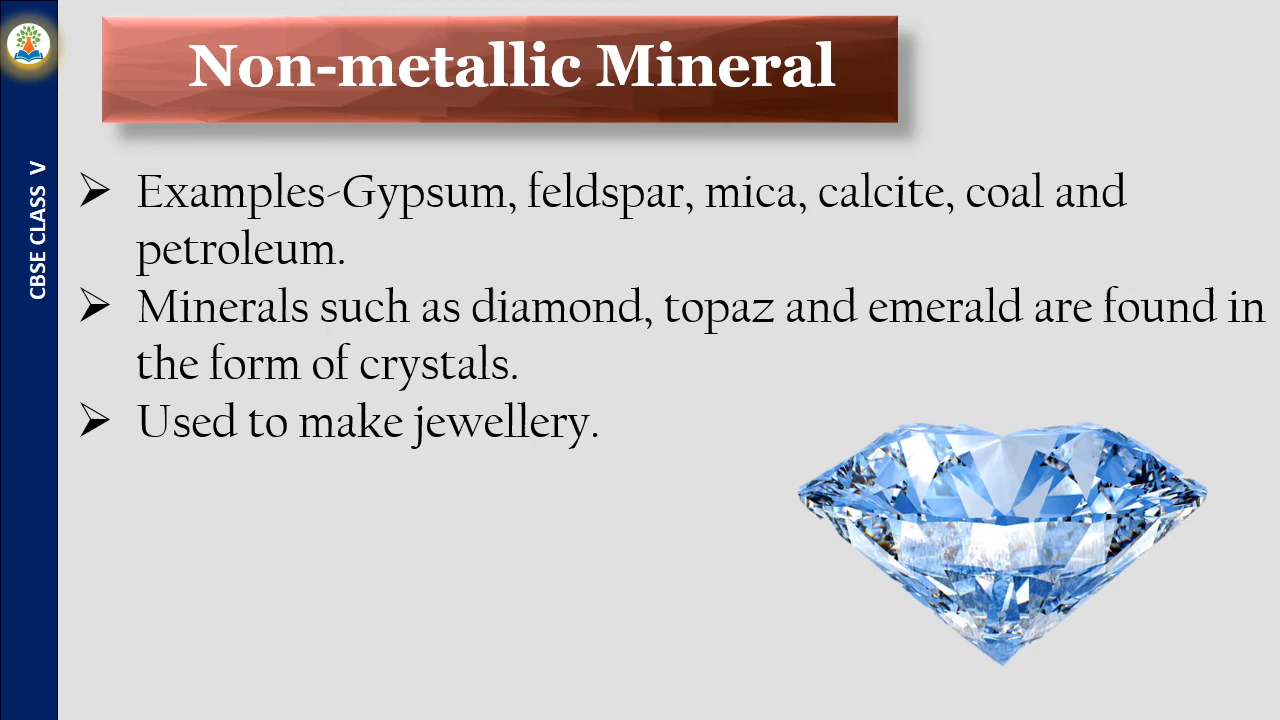 Non-metallic Mineral
CBSE CLASS V
➢ Examples-Gypsum, feldspar, mica, calcite, coal and
petroleum.
➢ Minerals such as diamond, topaz and emerald are found in
the form of crystals.
➢ Used to make jewellery.